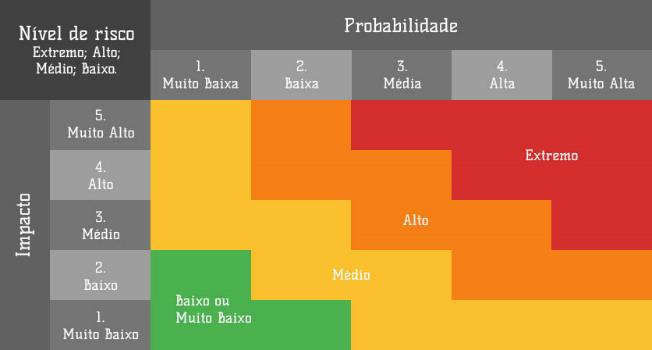 Nível de risco
Extremo; Alto;
Médio; Baixo.
Probabilidade
1.
Muito Baixa
2.
Baixa
3.
Média
4.
Alta
5.
Muito Alta
Impacto
5.
Muito Alto
4.
Alto
3.
Médio
2.
Baixo
1.
Muito Baixo
Extremo
Alto
Médio
Baixo ou
Muito Baixo